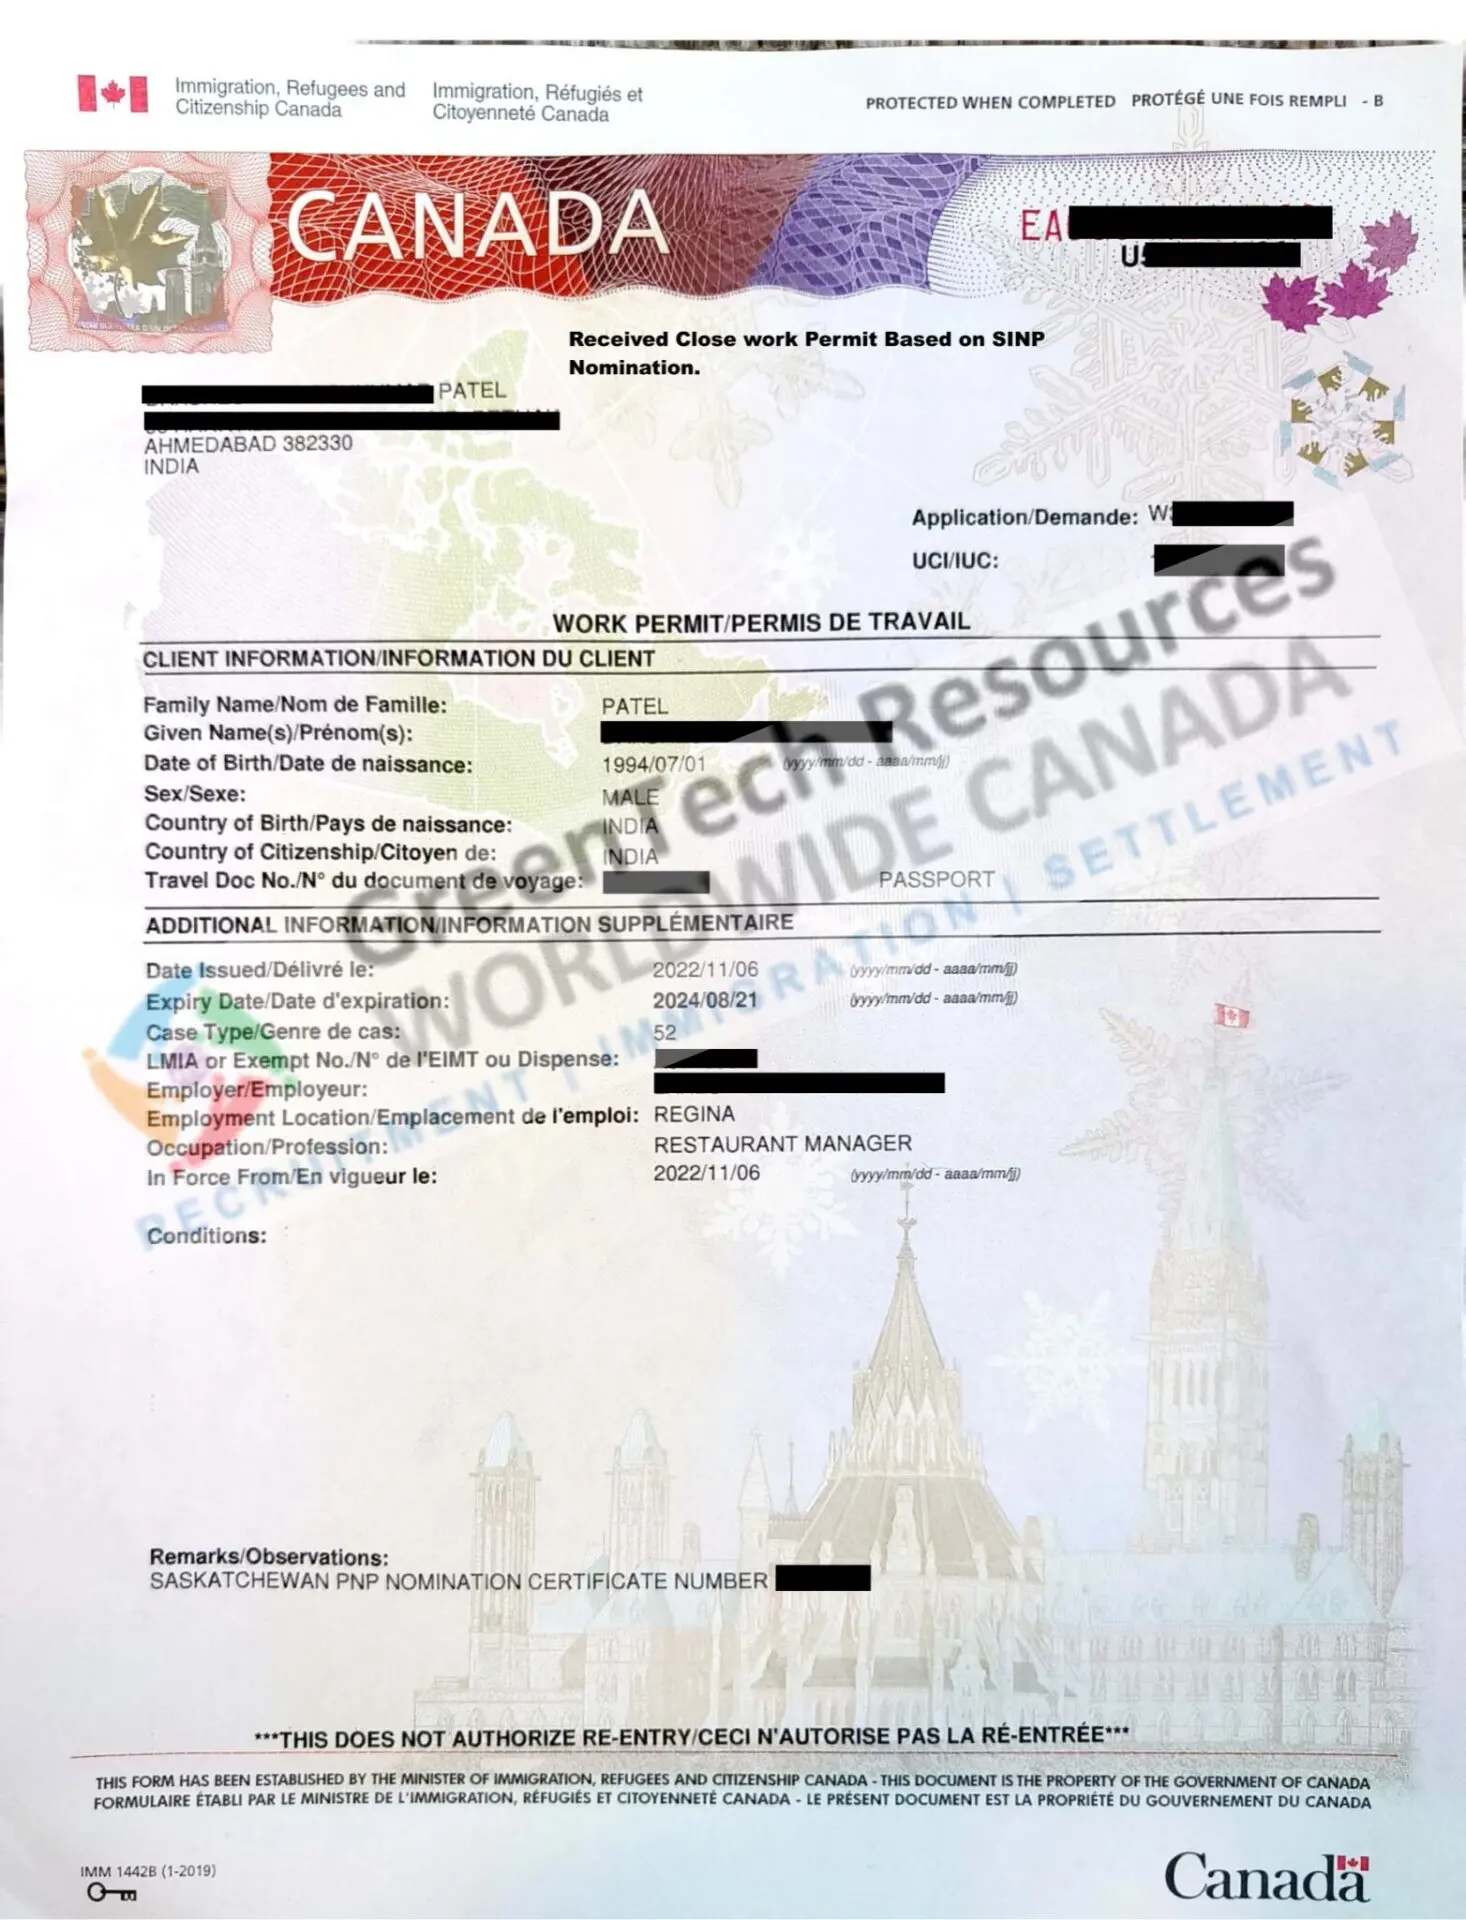 Immigration, Refugees and Citizenship Canada
Immigration, Réfugiés et Citoyenneté Canada
PROTECTED WHEN COMPLETED PROTÉGÉ UNE FOIS REMPLI - B
CANADA
EA
U
Received Close work Permit Based on SINP
Nomination.
PATEL
AHMEDABAD 382330
INDIA
Application/Demande: W
UCI/IUC:
WORK PERMIT/PERMIS DE TRAVAIL
CLIENT INFORMATION/INFORMATION DU CLIENT
Family Name/Nom de Famille: PATEL
Given Name(s)/Prénom(s):
Date of Birth/Date de naissance: 1994/07/01 (yyyy/mm/dd - aaaa/mm/jj)
Sex/Sexe: MALE
Country of Birth/Pays de naissance: INDIA
Country of Citizenship/Citoyen de: INDIA
Travel Doc No./N° du document de voyage: PASSPORT
ADDITIONAL INFORMATION/INFORMATION SUPPLÉMENTAIRE
Date Issued/Délivré le: 2022/11/06 (yyyy/mm/dd - aaaa/mm/jj)
Expiry Date/Date d'expiration: 2024/08/21 (yyyy/mm/dd - aaaa/mm/jj)
Case Type/Genre de cas: 52
LMIA or Exempt No./N° de l'EIMT ou Dispense:
Employer/Employeur:
Employment Location/Emplacement de l'emploi: REGINA
Occupation/Profession: RESTAURANT MANAGER
In Force From/En vigueur le: 2022/11/06 (yyyy/mm/dd - aaaa/mm/jj)
Conditions:
GreenTech Resources
WORLDWIDE CANADA
RECRUITMENT | IMMIGRATION | SETTLEMENT
Remarks/Observations:
SASKATCHEWAN PNP NOMINATION CERTIFICATE NUMBER
***THIS DOES NOT AUTHORIZE RE-ENTRY/CECI N'AUTORISE PAS LA RÉ-ENTRÉE***
THIS FORM HAS BEEN ESTABLISHED BY THE MINISTER OF IMMIGRATION, REFUGEES AND CITIZENSHIP CANADA - THIS DOCUMENT IS THE PROPERTY OF THE GOVERNMENT OF CANADA
FORMULAIRE ÉTABLI PAR LE MINISTRE DE L'IMMIGRATION, RÉFUGIÉS ET CITOYENNETÉ CANADA - LE PRÉSENT DOCUMENT EST LA PROPRIÉTÉ DU GOUVERNEMENT DU CANADA
IMM 1442B (1-2019)
Canada